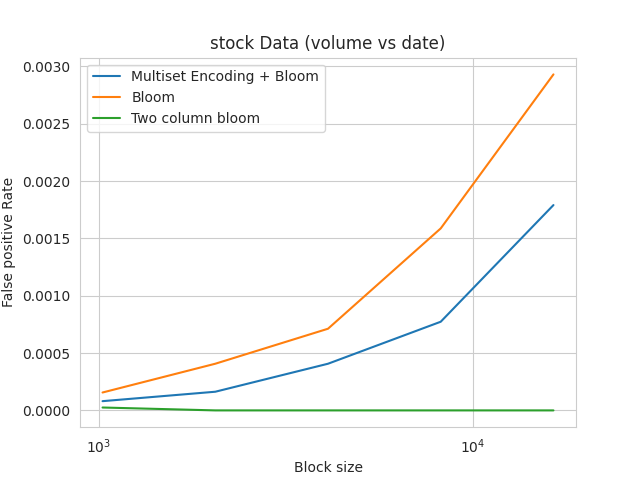 stock Data (volume vs date)
Multiset Encoding + Bloom
Bloom
Two column bloom
False positive Rate
0.0030
0.0025
0.0020
0.0015
0.0010
0.0005
0.0000
10³
10⁴
Block size